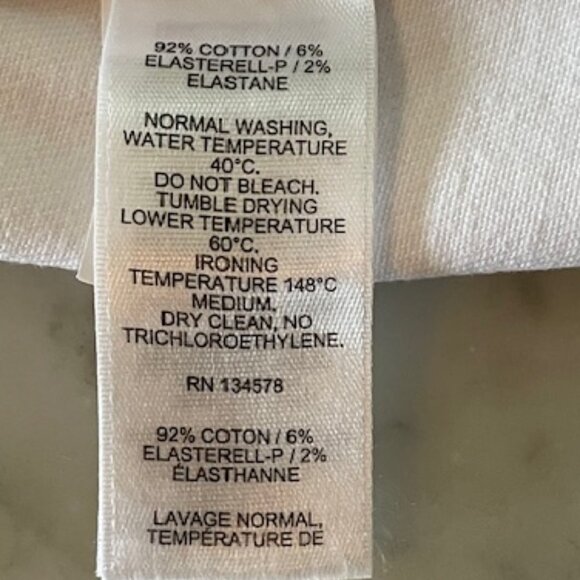 92% COTTON / 6%
ELASTERELL-P / 2%
ELASTANE
NORMAL WASHING,
WATER TEMPERATURE
40°C.
DO NOT BLEACH.
TUMBLE DRYING
LOWER TEMPERATURE
60°C.
IRONING
TEMPERATURE 148°C
MEDIUM.
DRY CLEAN, NO
TRICHLOROETHYLENE.
RN 134578
92% COTON / 6%
ELASTERELL-P / 2%
ÉLASTHANNE
LAVAGE NORMAL,
TEMPÉRATURE DE